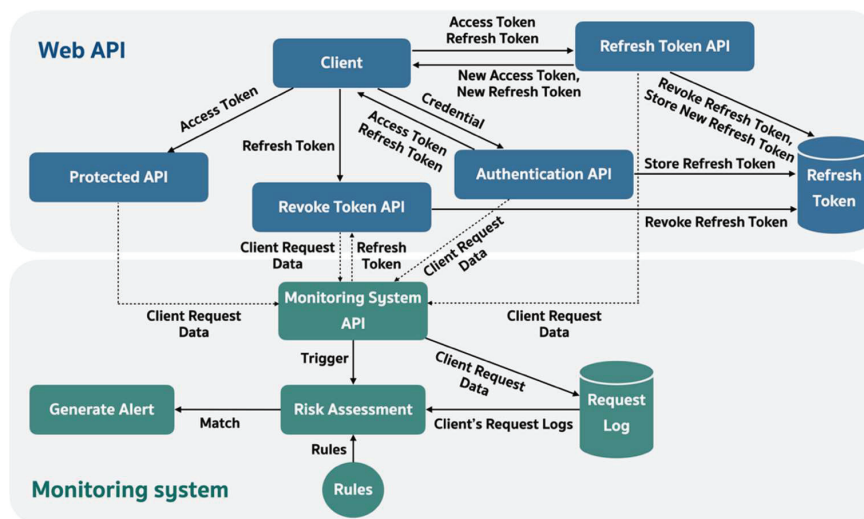 Web API
Client
Access Token
Refresh Token
New Access Token,
New Refresh Token
Refresh Token API
Access Token
Refresh Token
Credential
Access Token
Refresh Token
Revoke Refresh Token,
Store New Refresh Token
Protected API
Revoke Token API
Authentication API
Store Refresh Token
Refresh
Token
Revoke Refresh Token
Client Request
Data
Refresh
Token
Client Request
Data
Monitoring System
API
Client Request
Data
Client Request
Data
Trigger
Client Request
Data
Generate Alert
Match
Risk Assessment
Client's Request Logs
Request
Log
Rules
Rules
Monitoring system